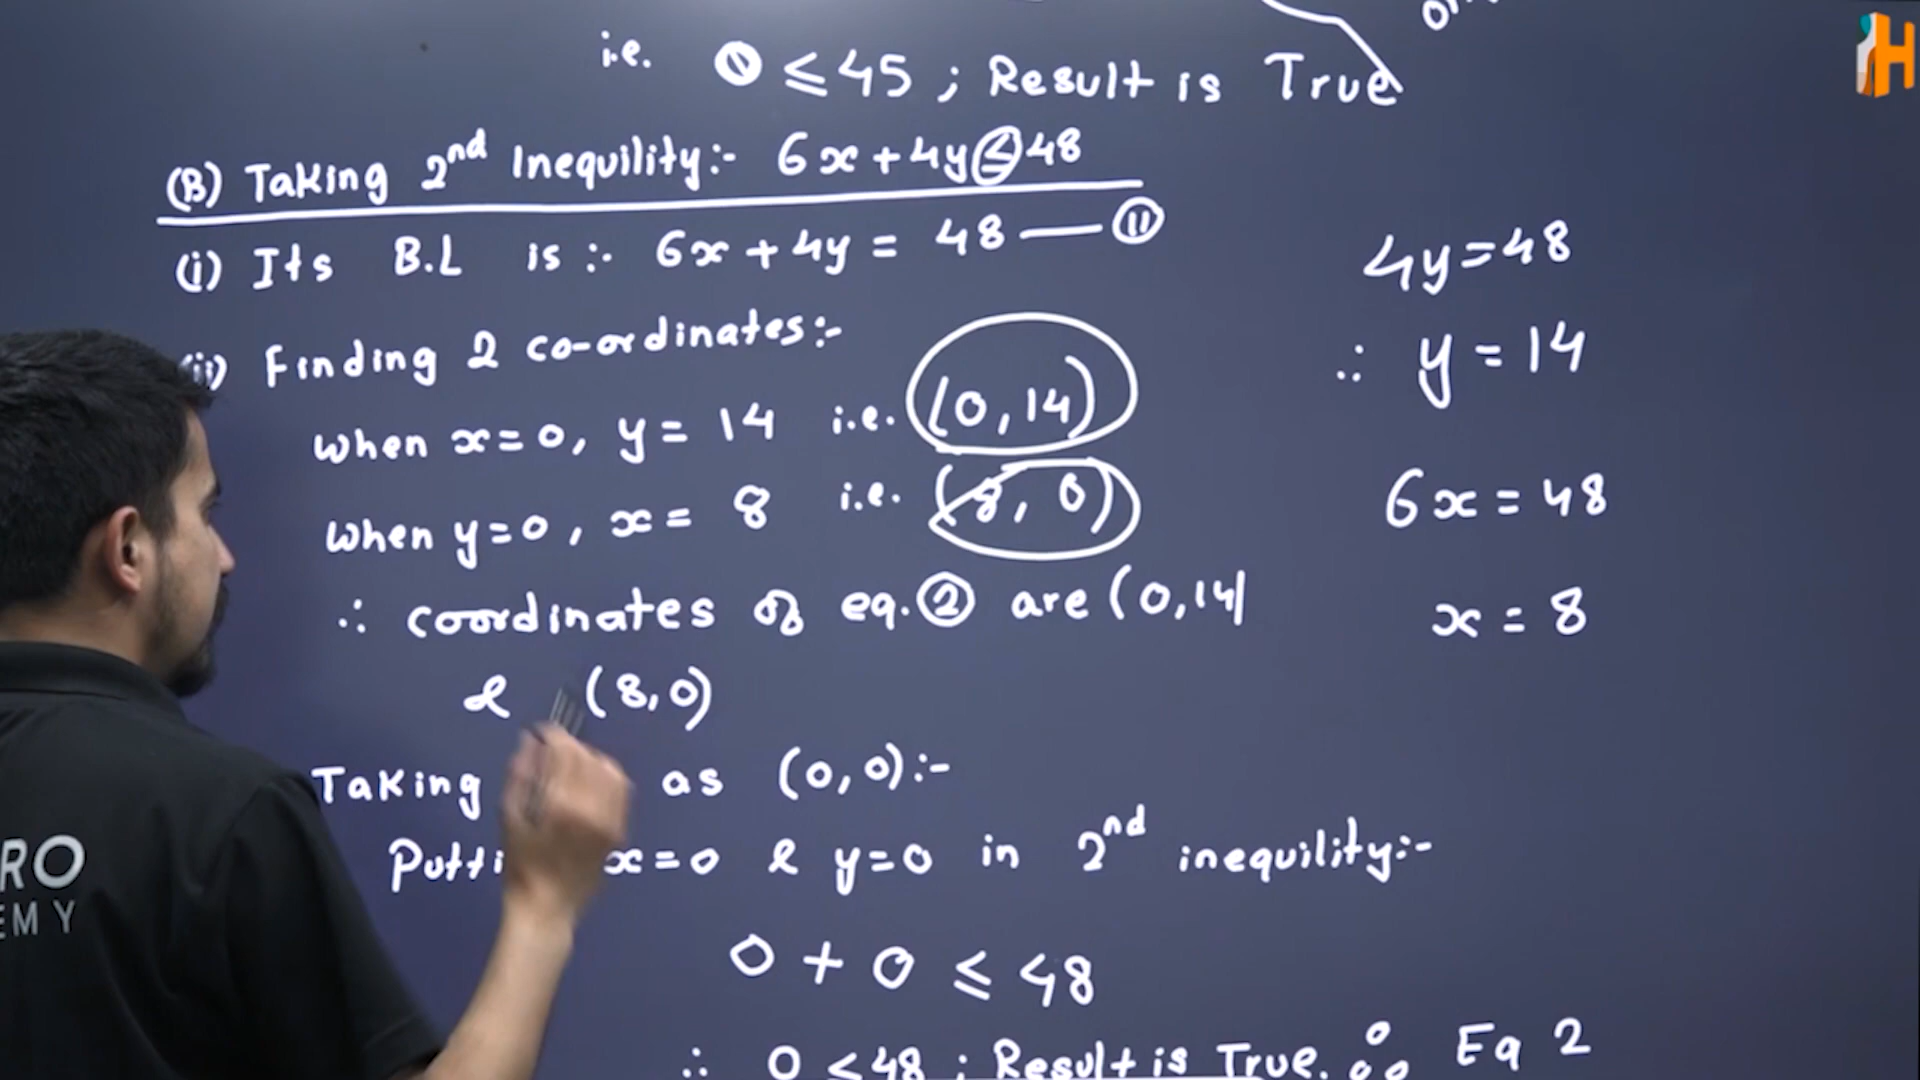 i.e. 0 ≤ 45 ; Result is True
(B) Taking 2nd Inequility:- 6x + 4y ≤ 48
(i) Its B.L is :- 6x + 4y = 48 — (11)
(ii) Finding 2 co-ordinates:-
when x=0, y= 14 i.e. (0,14)
when y=0, x= 8 i.e. (8, 0)
∴ coordinates of eq.② are (0,14)
& (8,0)
Taking as (0,0):-
Putti x=0 & y=0 in 2nd inequility:-
0 + 0 ≤ 48
∴ 0 ≤ 48 ; Result is True. Eq 2
4y=48
∴ y = 14
6x = 48
x = 8
RO
EMY
H